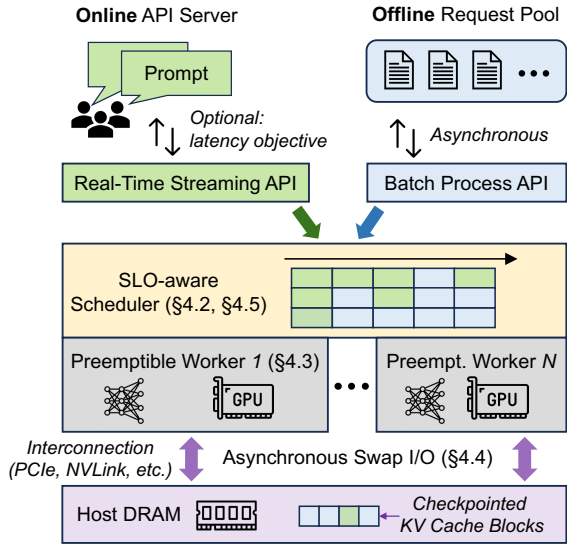 Online API Server
Offline Request Pool
Prompt
Optional:
latency objective
Asynchronous
Real-Time Streaming API
Batch Process API
SLO-aware
Scheduler (§4.2, §4.5)
Preemptible Worker 1 (§4.3)
Preempt. Worker N
GPU
GPU
Interconnection
(PCIe, NVLink, etc.)
Asynchronous Swap I/O (§4.4)
Host DRAM
Checkpointed
KV Cache Blocks